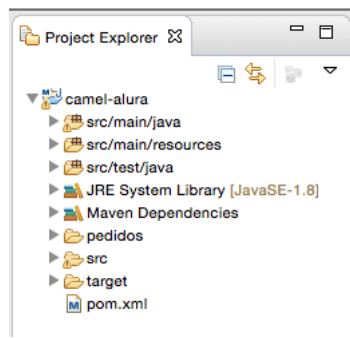 Project Explorer
camel-alura
src/main/java
src/main/resources
src/test/java
JRE System Library [JavaSE-1.8]
Maven Dependencies
pedidos
src
target
pom.xml